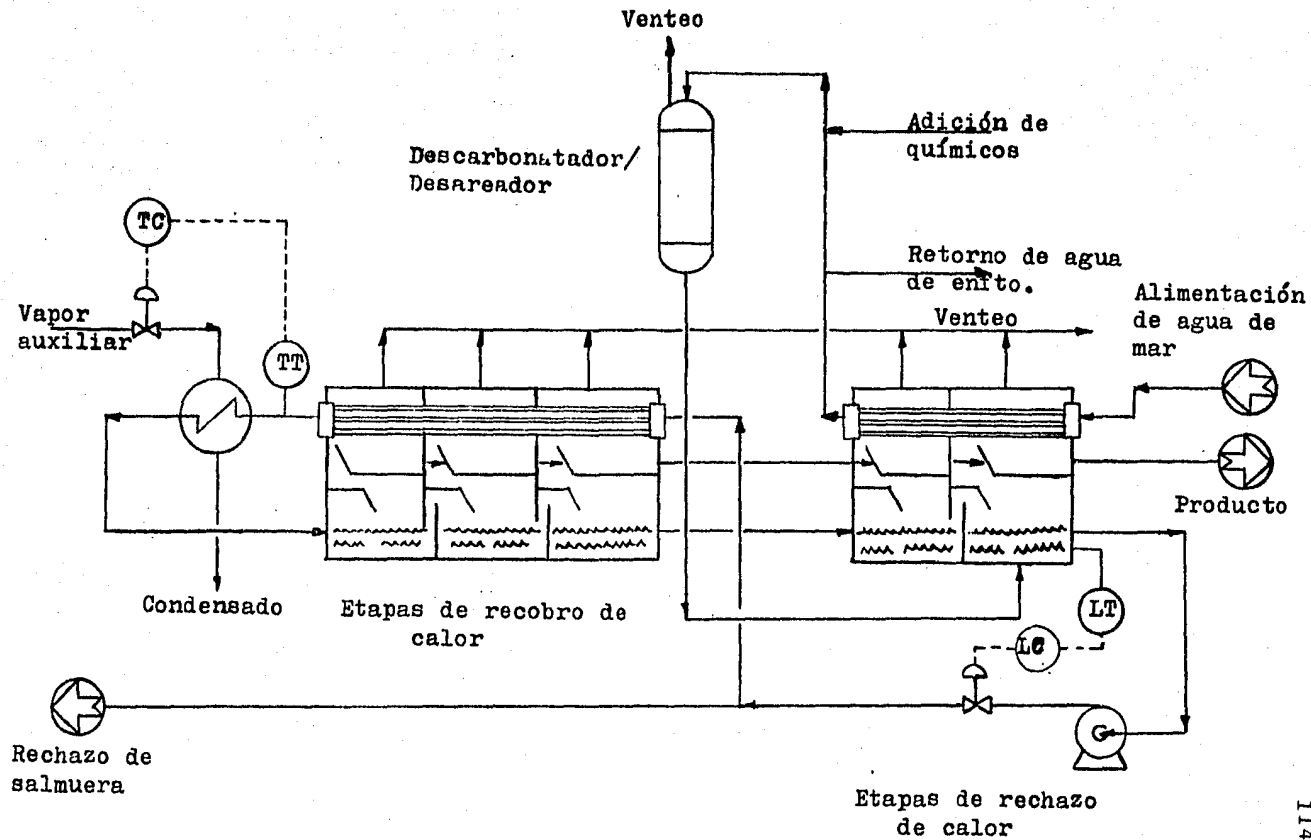 Venteo
Adición de
químicos
Descarbonatador/
Desareador
TC
Retorno de agua
de enfto.
Alimentación
de agua de
mar
Vapor
auxiliar
Venteo
TT
Producto
Condensado
Etapas de recobro de
calor
LT
LC
G
Rechazo de
salmuera
Etapas de rechazo
de calor
114